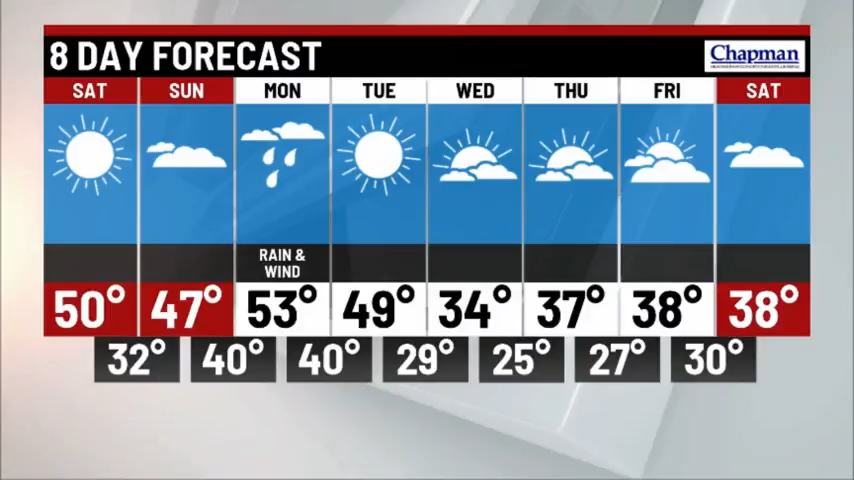 8 DAY FORECAST
Chapman
SAT SUN MON TUE WED THU FRI SAT
RAIN &
WIND
50° 47° 53° 49° 34° 37° 38° 38°
32° 40° 40° 29° 25° 27° 30°